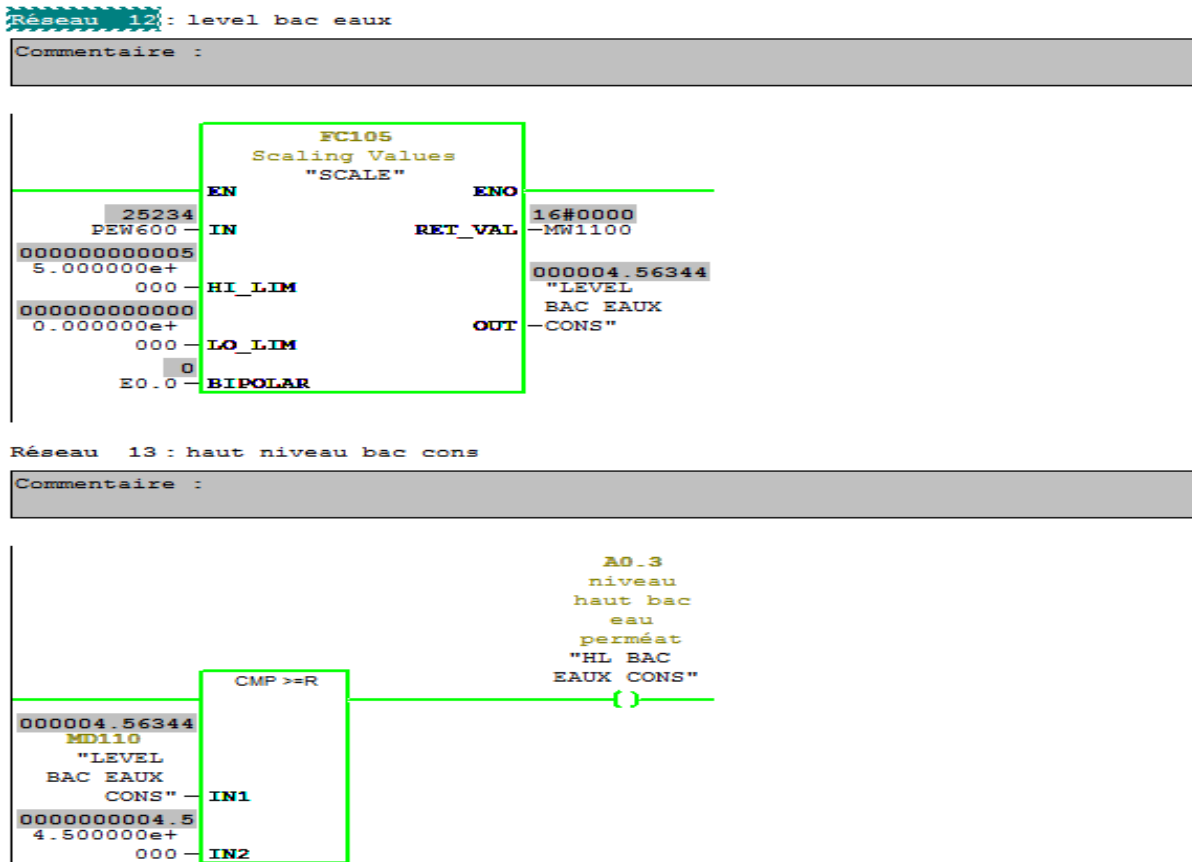 Réseau 12 : level bac eaux
Commentaire :
FC105
Scaling Values
"SCALE"
EN ENO
25234 16#0000
PEW600 IN RET_VAL MW1100
000000000005
5.000000e+ 000004.56344
000 HI_LIM "LEVEL
000000000000 BAC EAUX
0.000000e+ OUT CONS"
000 LO_LIM
0
E0.0 BIPOLAR
Réseau 13 : haut niveau bac cons
Commentaire :
A0.3
niveau
haut bac
eau
perméat
"HL BAC
CMP >=R EAUX CONS"
( )
000004.56344
MD110
"LEVEL
BAC EAUX
CONS" IN1
0000000004.5
4.500000e+
000 IN2